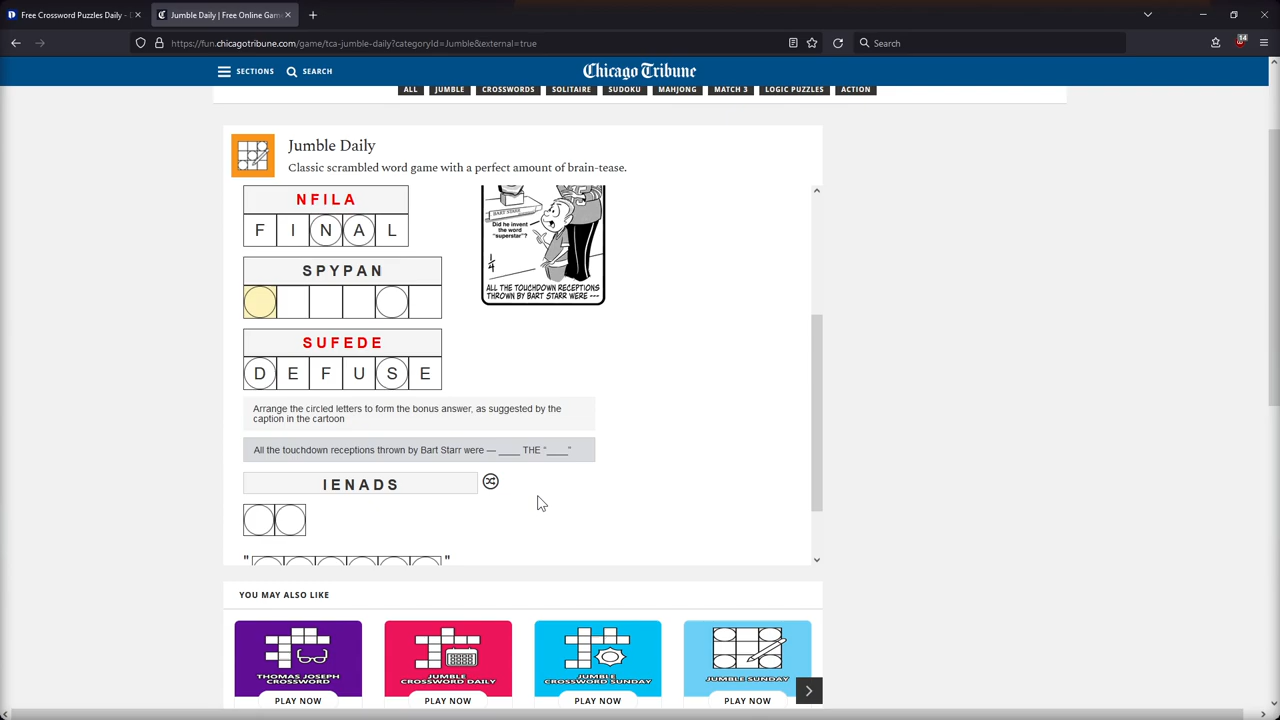 Free Crossword Puzzles Daily -
Jumble Daily | Free Online Gam
https://fun.chicagotribune.com/game/tca-jumble-daily?categoryId=Jumble&external=true
Search
14
SECTIONS
SEARCH
Chicago Tribune
ALL
JUMBLE
CROSSWORDS
SOLITAIRE
SUDOKU
MAHJONG
MATCH 3
LOGIC PUZZLES
ACTION
Jumble Daily
Classic scrambled word game with a perfect amount of brain-tease.
NFILA
F I N A L
BART STARR
Did he invent
the word
"superstar"?
1/4
ALL THE TOUCHDOWN RECEPTIONS
THROWN BY BART STARR WERE ---
SPYPAN
SUFEDE
D E F U S E
Arrange the circled letters to form the bonus answer, as suggested by the
caption in the cartoon
All the touchdown receptions thrown by Bart Starr were — ____ THE "____"
IENADS
" "
YOU MAY ALSO LIKE
THOMAS JOSEPH
CROSSWORD
PLAY NOW
JUMBLE
CROSSWORD DAILY
PLAY NOW
JUMBLE
CROSSWORD SUNDAY
PLAY NOW
JUMBLE SUNDAY
PLAY NOW